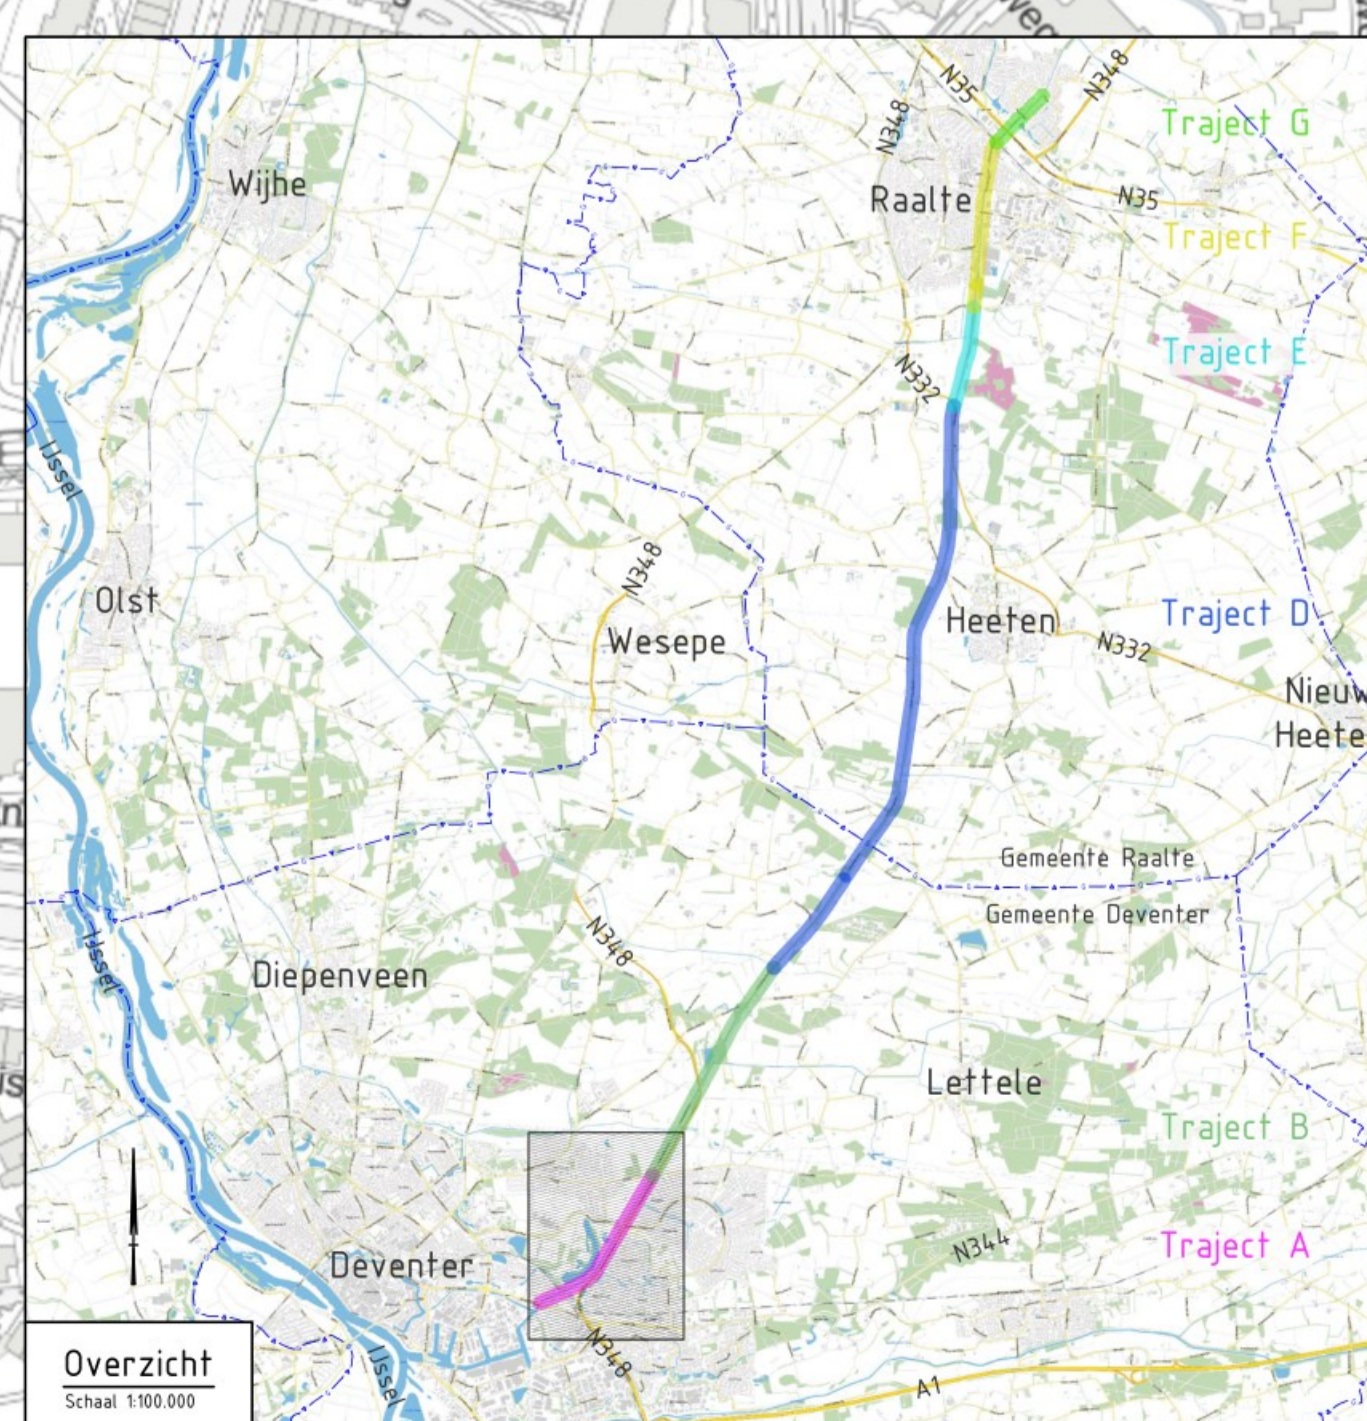 weg
N35
N348
N348
Traject G
Wijhe
Raalte
N35
Traject F
Traject E
N332
IJssel
N348
Olst
Wesepe
Heeten
Traject D
N332
Nieuw
Heete
Gemeente Raalte
Gemeente Deventer
N348
IJssel
Diepenveen
Lettele
Traject B
N344
Traject A
Deventer
N348
IJssel
A1
Overzicht
Schaal 1:100.000